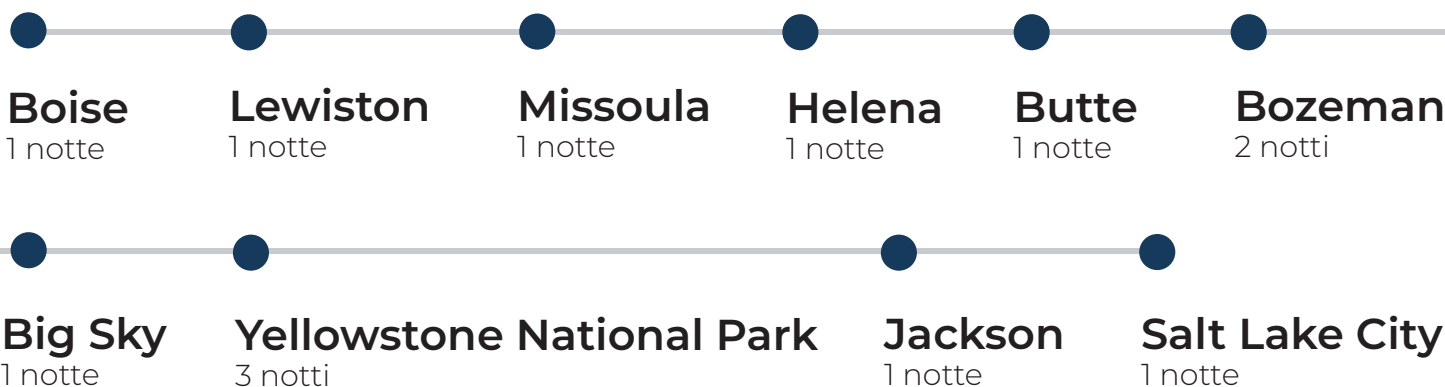 Boise Lewiston Missoula Helena Butte Bozeman
1 notte 1 notte 1 notte 1 notte 1 notte 2 notti
Big Sky Yellowstone National Park Jackson Salt Lake City
1 notte 3 notti 1 notte 1 notte